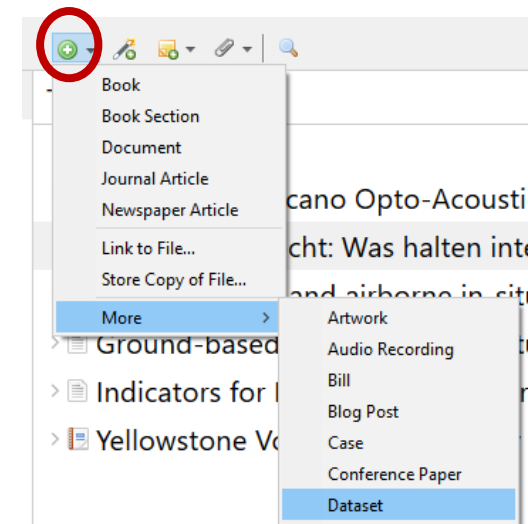 Book
Book Section
Document
Journal Article
Newspaper Article
cano Opto-Acousti
Link to File...
cht: Was halten inte
Store Copy of File...
and airborne in-situ
More
Artwork
Ground-based
Audio Recording
Bill
Indicators for
Blog Post
Case
Yellowstone Vo
Conference Paper
Dataset